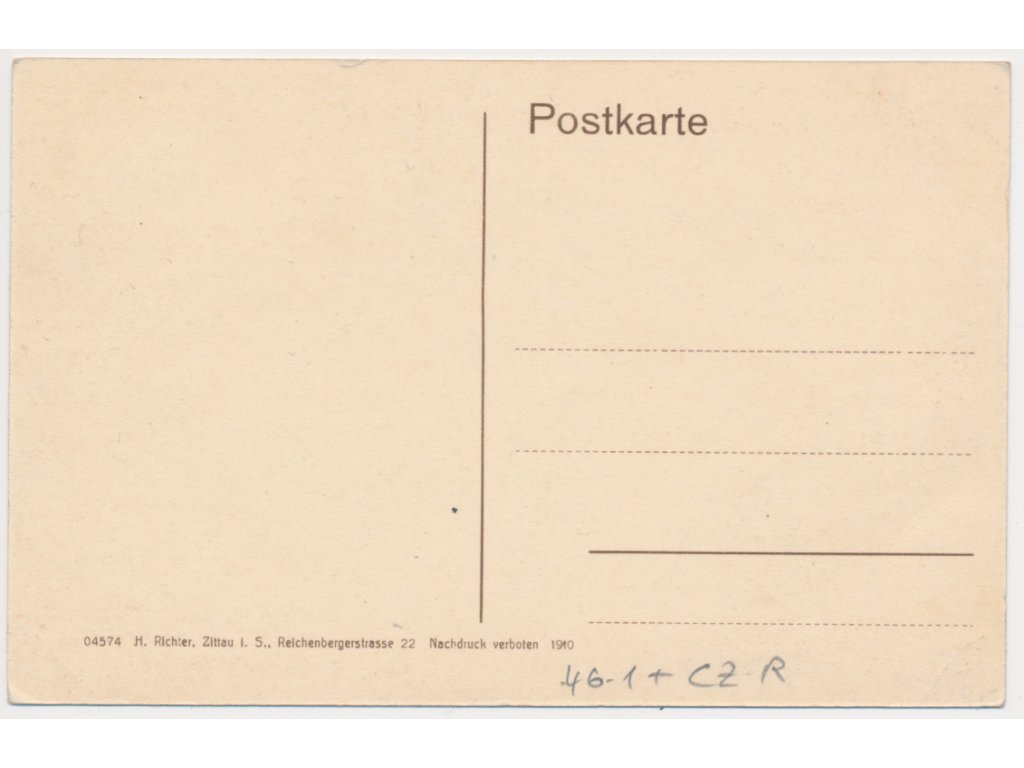 Postkarte
04574 H. Richter, Zittau i. S., Reichenbergerstrasse 22 Nachdruck verboten 1910
46-1+ CZ-R